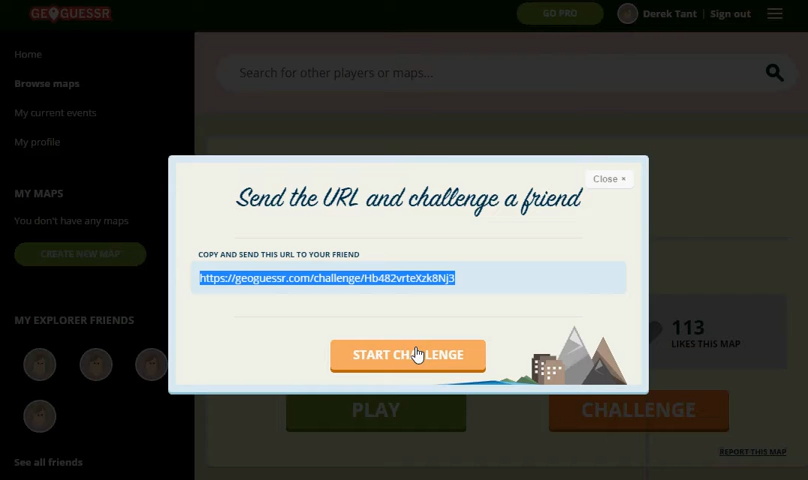 GEOGUESSR
GO PRO
Derek Tant
Sign out
Home
Search for other players or maps...
Browse maps
My current events
My profile
Close ×
Send the URL and challenge a friend
MY MAPS
You don't have any maps
CREATE NEW MAP
COPY AND SEND THIS URL TO YOUR FRIEND
https://geoguessr.com/challenge/Hb482vrteXzk8Nj3
MY EXPLORER FRIENDS
113
LIKES THIS MAP
START CHALLENGE
PLAY
CHALLENGE
REPORT THIS MAP
See all friends